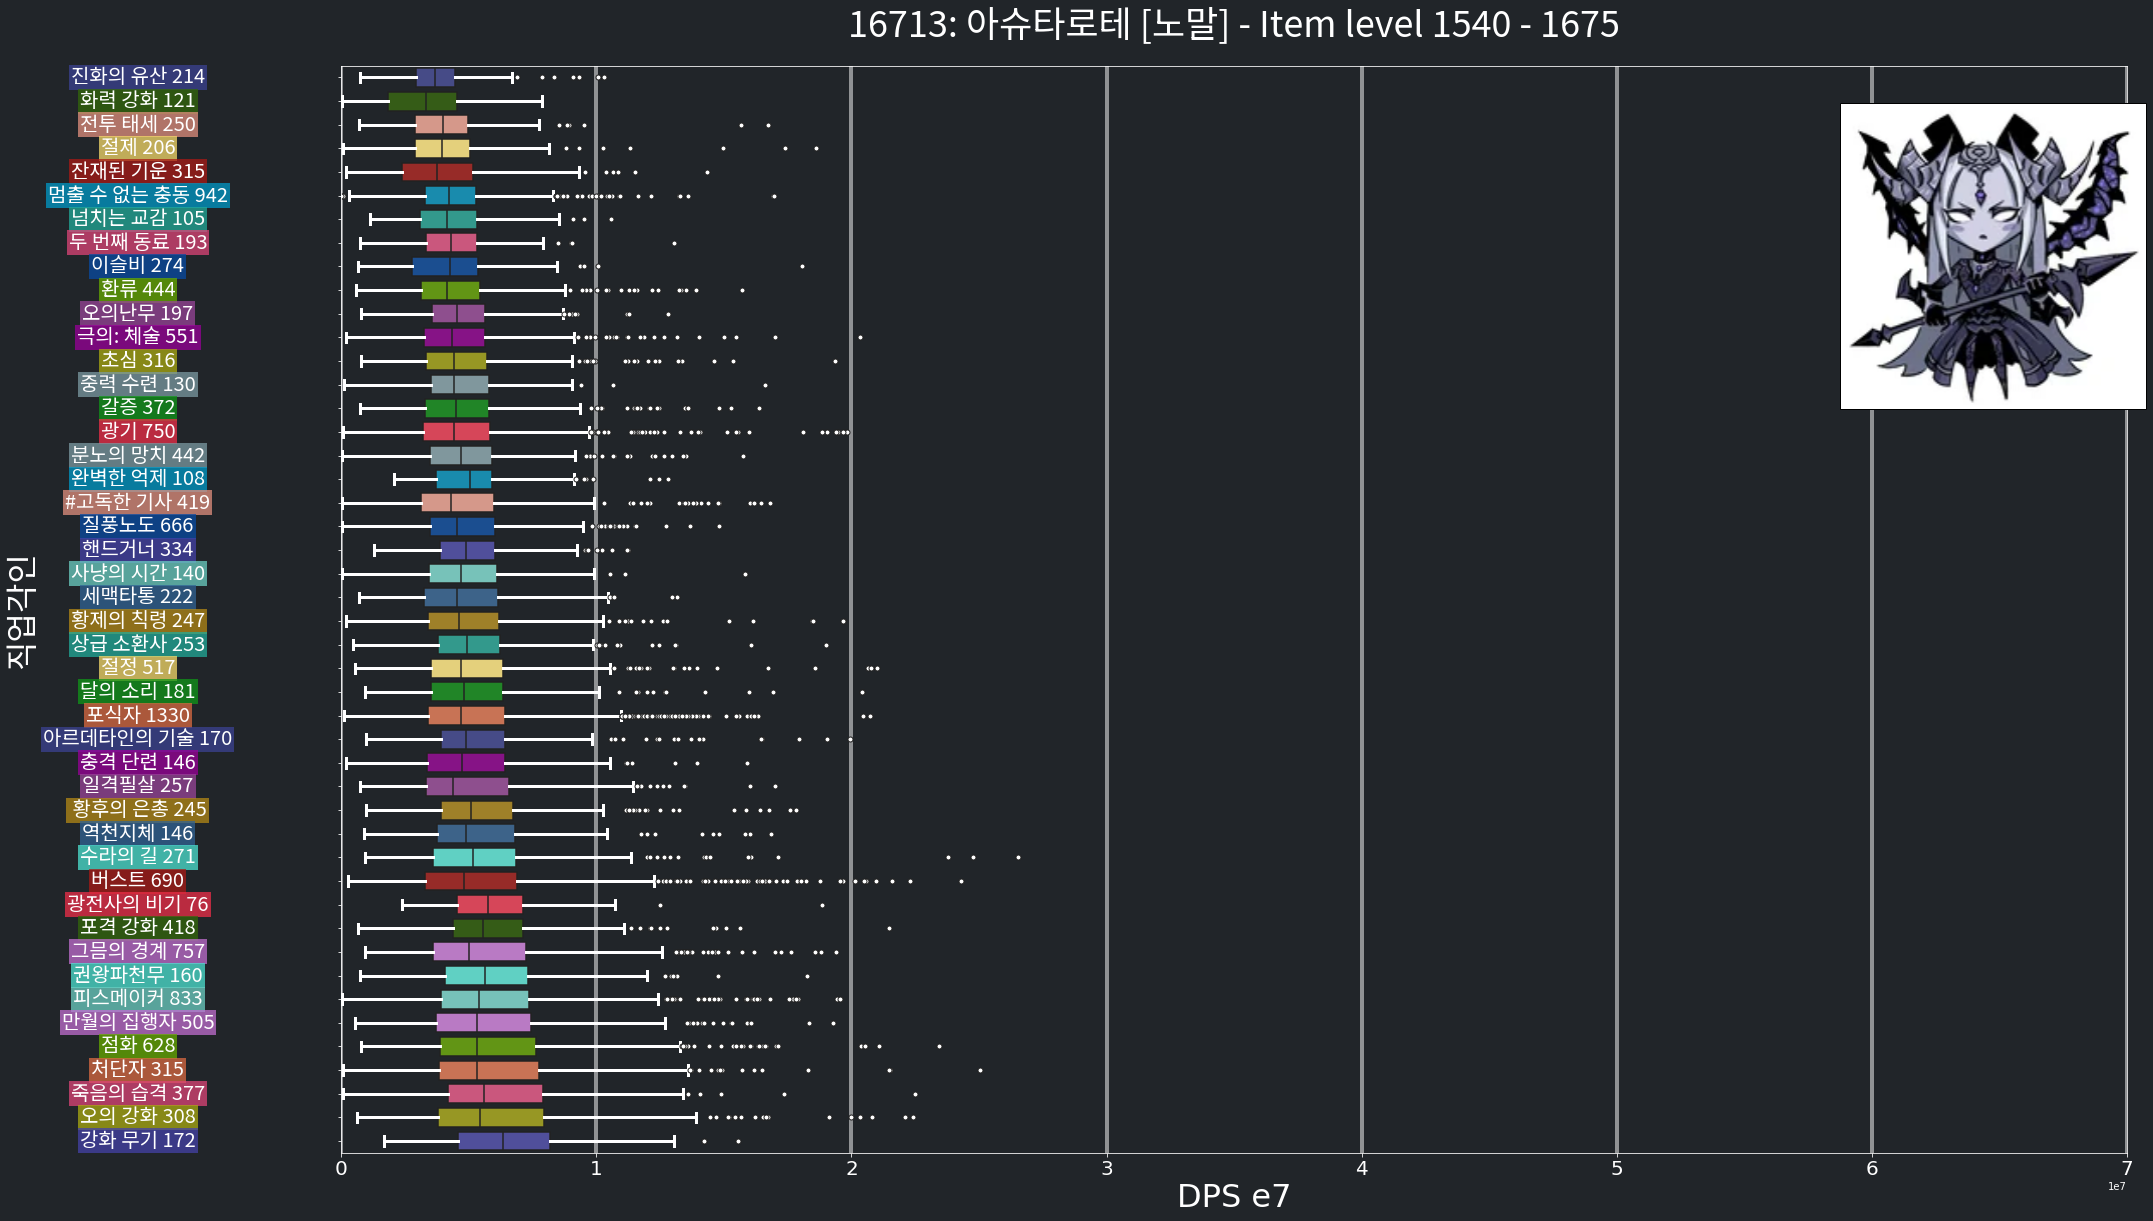 16713: 아슈타로테 [노말] - Item level 1540 - 1675
직업각인
진화의 유산 214
화력 강화 121
전투 태세 250
절제 206
잔재된 기운 315
멈출 수 없는 충동 942
넘치는 교감 105
두 번째 동료 193
이슬비 274
환류 444
오의난무 197
극의: 체술 551
초심 316
중력 수련 130
갈증 372
광기 750
분노의 망치 442
완벽한 억제 108
#고독한 기사 419
질풍노도 666
핸드거너 334
사냥의 시간 140
세맥타통 222
황제의 칙령 247
상급 소환사 253
절정 517
달의 소리 181
포식자 1330
아르데타인의 기술 170
충격 단련 146
일격필살 257
황후의 은총 245
역천지체 146
수라의 길 271
버스트 690
광전사의 비기 76
포격 강화 418
그믐의 경계 757
권왕파천무 160
피스메이커 833
만월의 집행자 505
점화 628
처단자 315
죽음의 습격 377
오의 강화 308
강화 무기 172
0 1 2 3 4 5 6 7
1e7
DPS e7